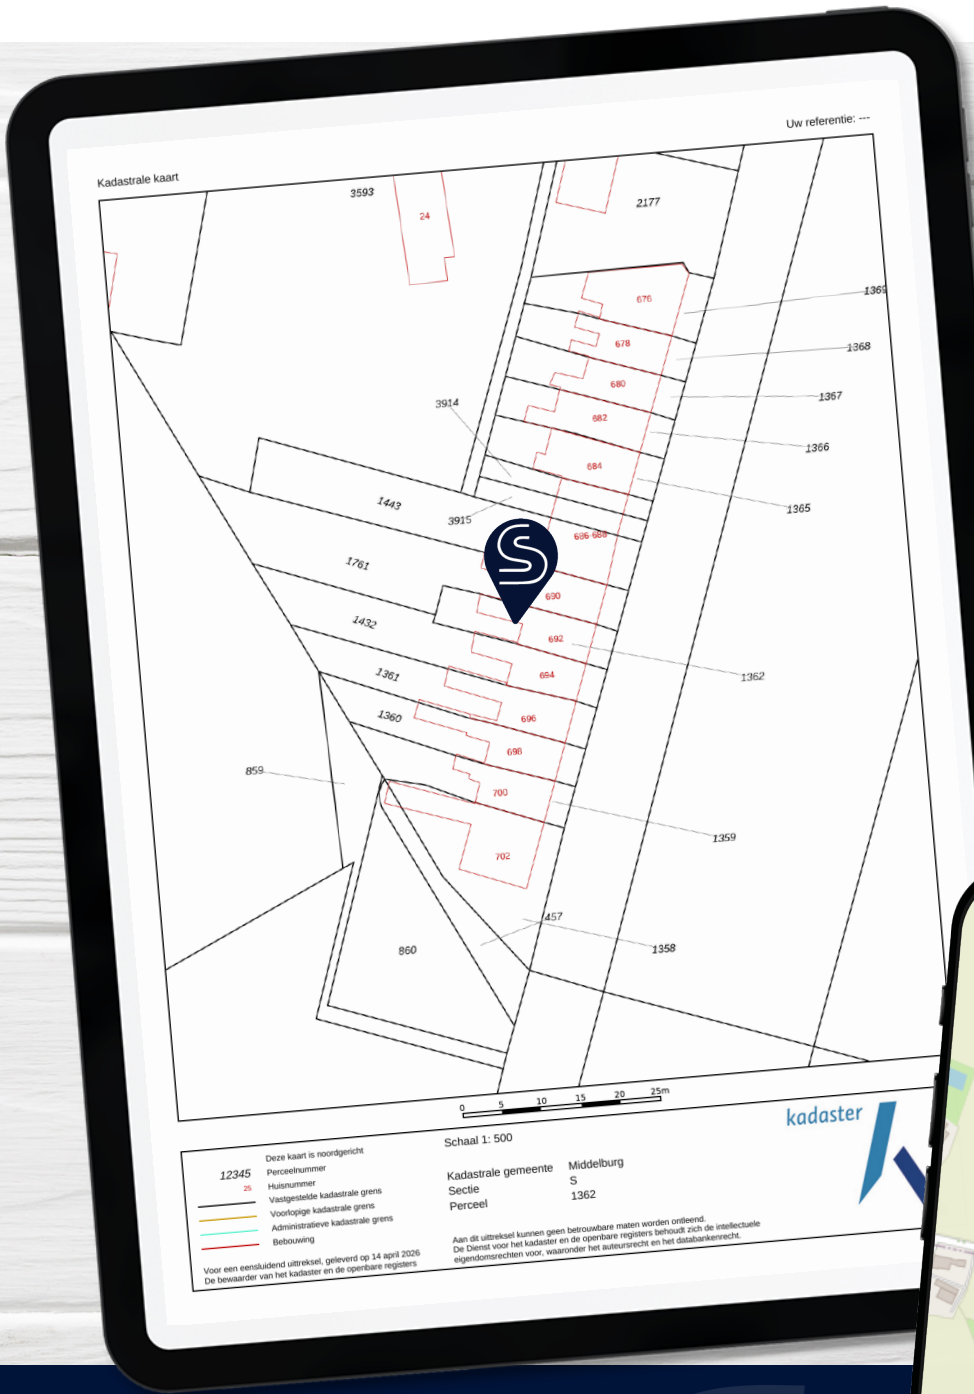 Uw referentie: ---
Kadastrale kaart
3593
24
2177
676
1369
678
1368
680
1367
3914
682
1366
684
1443
3915
1365
686-688
1761
690
1432
692
694
1362
1361
1360
696
698
859
700
1359
702
457
860
1358
0 5 10 15 20 25m
Schaal 1: 500
kadaster
Deze kaart is noordgericht
12345 Perceelnummer
25 Huisnummer
Vastgestelde kadastrale grens
Voorlopige kadastrale grens
Administratieve kadastrale grens
Bebouwing
Kadastrale gemeente Middelburg
Sectie S
Perceel 1362
Voor een eensluidend uittreksel, geleverd op 14 april 2026
De bewaarder van het kadaster en de openbare registers
Aan dit uittreksel kunnen geen betrouwbare maten worden ontleend.
De Dienst voor het kadaster en de openbare registers behoudt zich de intellectuele
eigendomsrechten voor, waaronder het auteursrecht en het databankenrecht.